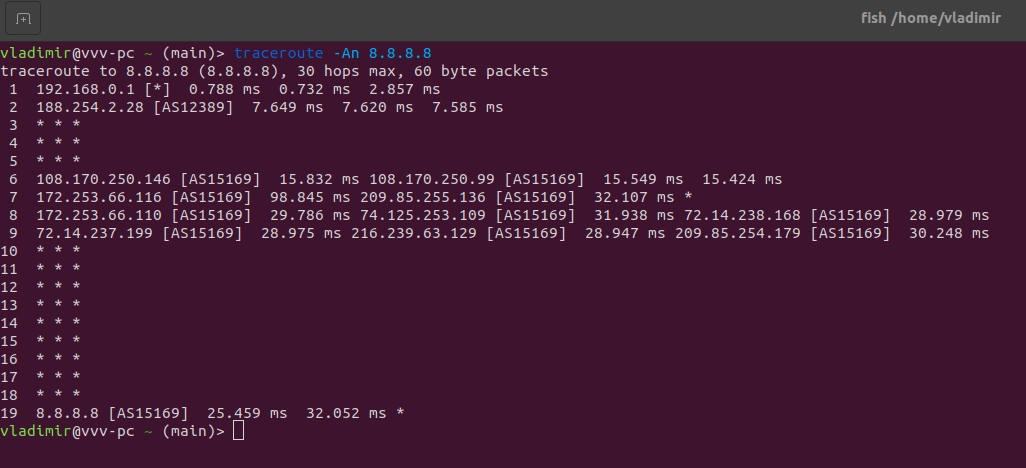 fish /home/vladimir
vladimir@vvv-pc ~ (main)> traceroute -An 8.8.8.8
traceroute to 8.8.8.8 (8.8.8.8), 30 hops max, 60 byte packets
 1  192.168.0.1 [*]  0.788 ms  0.732 ms  2.857 ms
 2  188.254.2.28 [AS12389]  7.649 ms  7.620 ms  7.585 ms
 3  * * *
 4  * * *
 5  * * *
 6  108.170.250.146 [AS15169]  15.832 ms 108.170.250.99 [AS15169]  15.549 ms  15.424 ms
 7  172.253.66.116 [AS15169]  98.845 ms 209.85.255.136 [AS15169]  32.107 ms *
 8  172.253.66.110 [AS15169]  29.786 ms 74.125.253.109 [AS15169]  31.938 ms 72.14.238.168 [AS15169]  28.979 ms
 9  72.14.237.199 [AS15169]  28.975 ms 216.239.63.129 [AS15169]  28.947 ms 209.85.254.179 [AS15169]  30.248 ms
10  * * *
11  * * *
12  * * *
13  * * *
14  * * *
15  * * *
16  * * *
17  * * *
18  * * *
19  8.8.8.8 [AS15169]  25.459 ms  32.052 ms *
vladimir@vvv-pc ~ (main)>